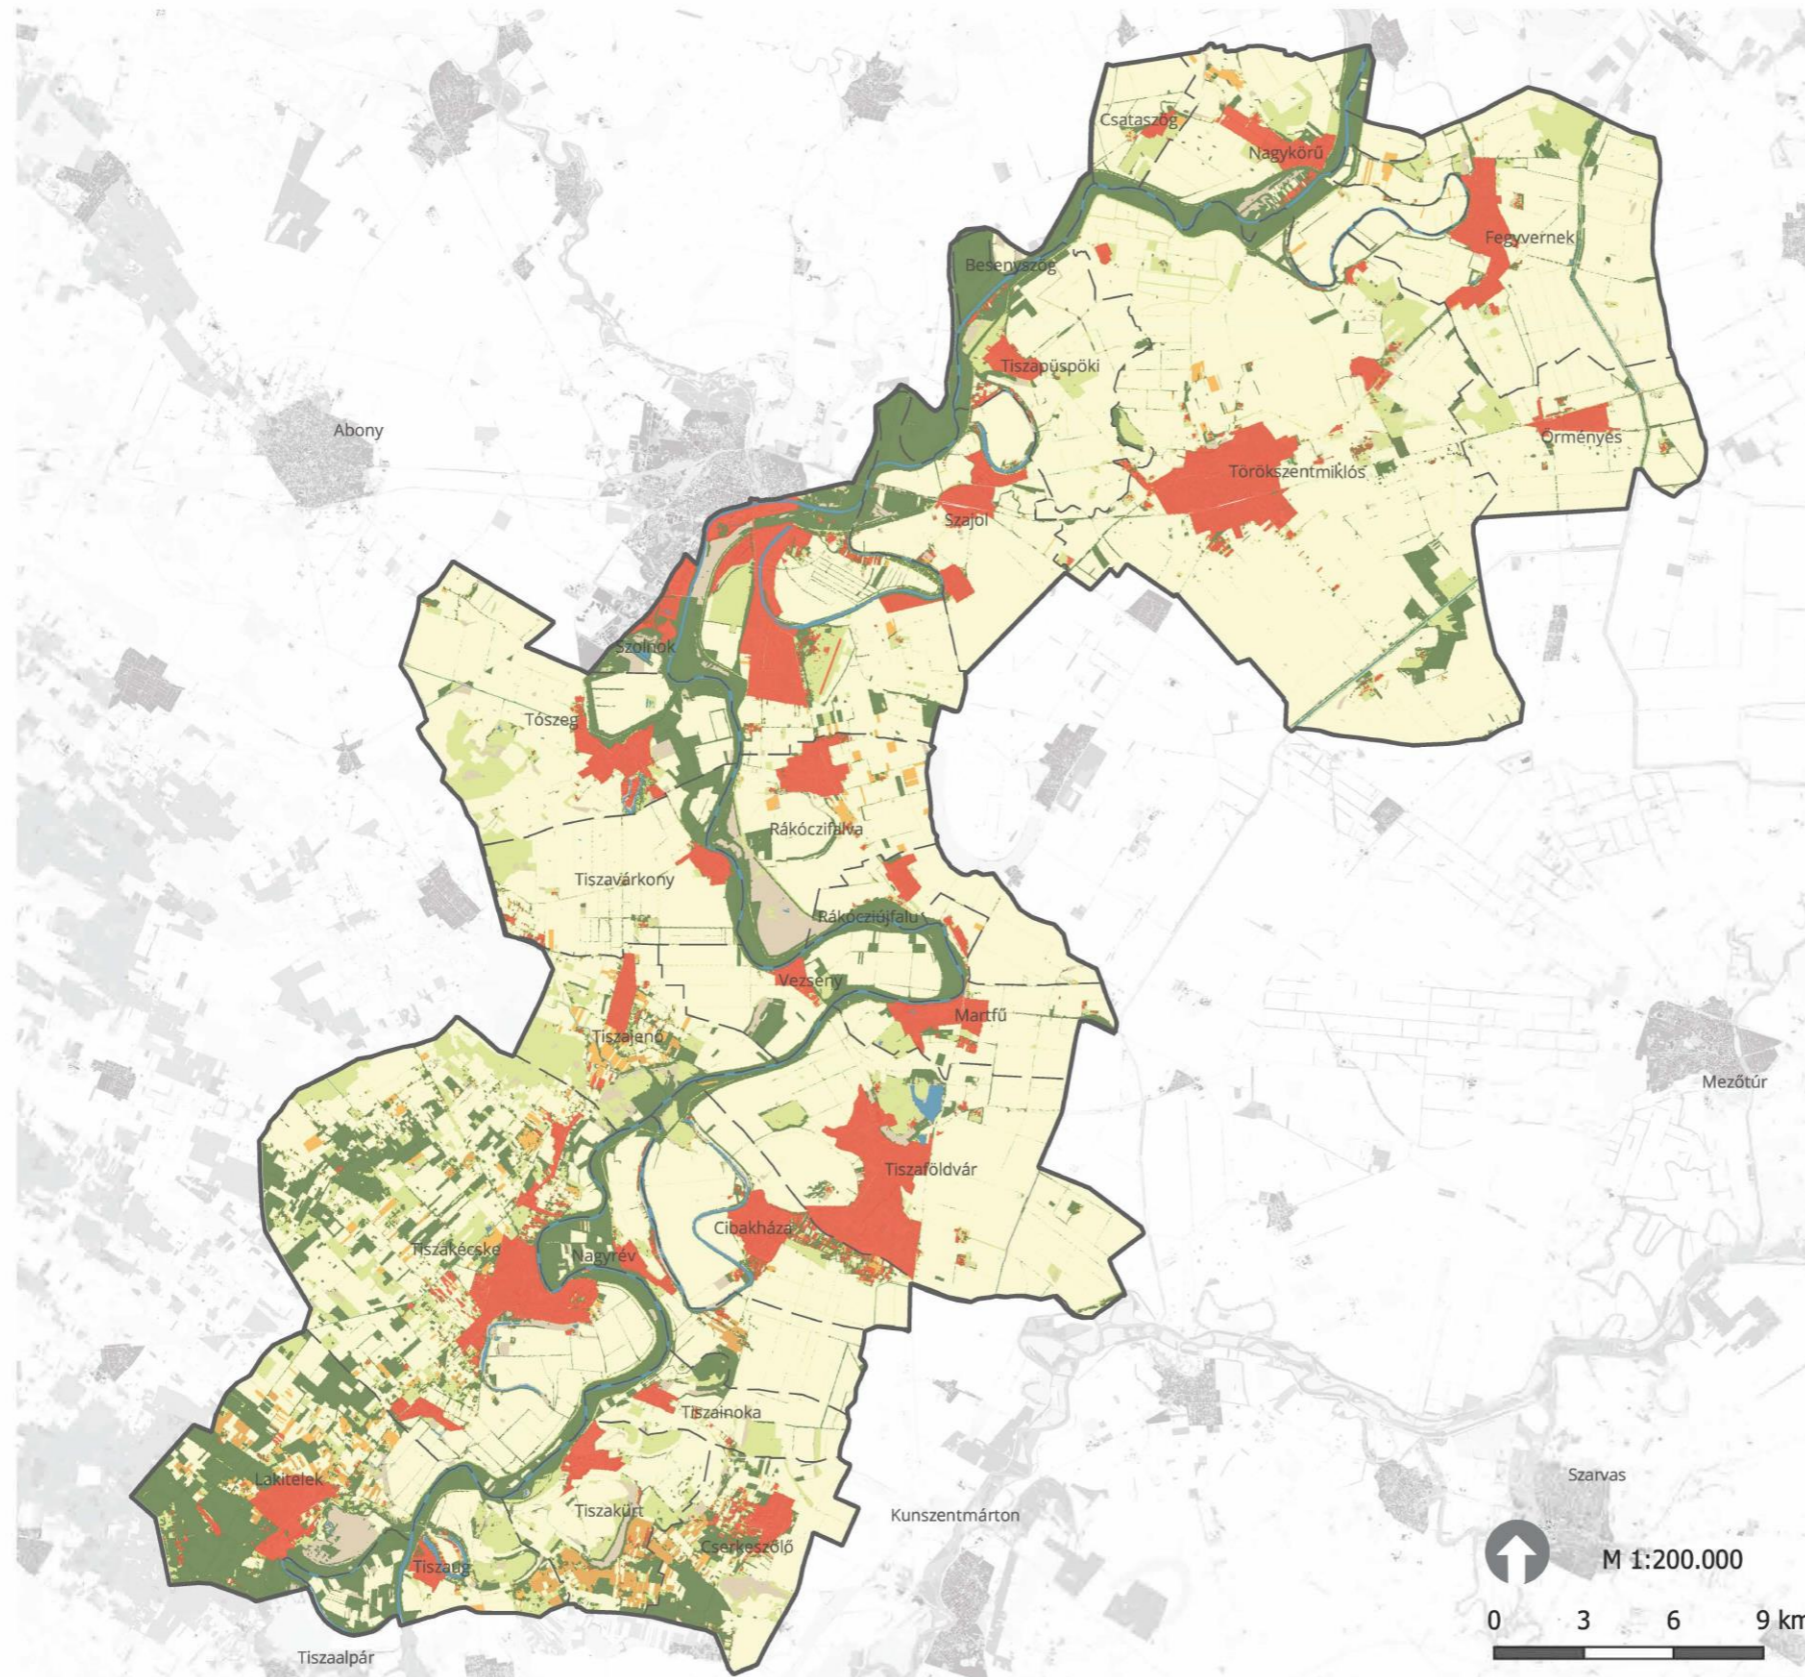 Csataszög
Nagykörű
Fegyvernek
Besenyszög
Tiszapüspöki
Abony
Örményes
Törökszentmiklós
Szajol
Szolnok
Tószeg
Rákóczifalva
Tiszavárkony
Rákócziújfalu
Vezseny
Martfű
Tiszajenő
Mezőtúr
Tiszaföldvár
Cibakháza
Tiszakécske
Nagyrév
Tiszainoka
Lakitelek
Szarvas
Tiszakürt
Kunszentmárton
Cserkeszőlő
Tiszaug
M 1:200.000
0 3 6 9 km
Tiszaalpár